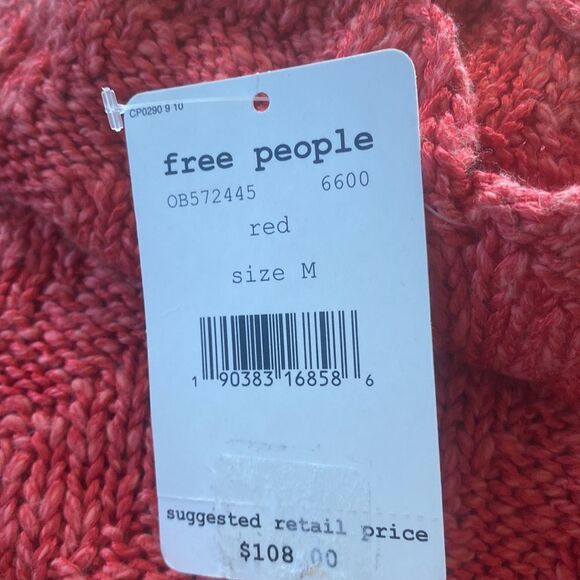 CP0290 9 10
free people
OB572445 6600
red
size M
1 90383 16858 6
suggested retail price
$108.00